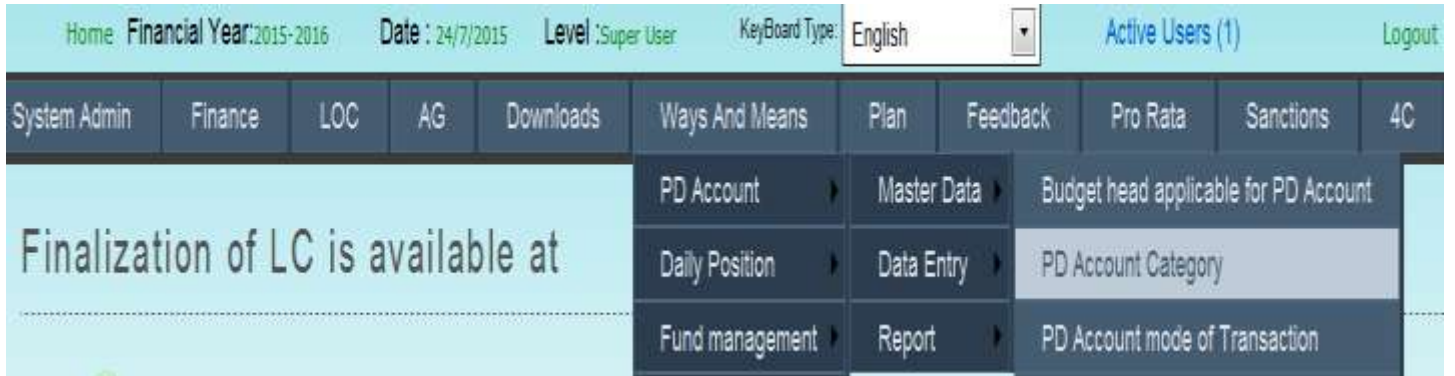 Home Financial Year:2015-2016 Date : 24/7/2015 Level :Super User KeyBoard Type: English Active Users (1) Logout
System Admin Finance LOC AG Downloads Ways And Means Plan Feedback Pro Rata Sanctions 4C
PD Account Master Data Budget head applicable for PD Account
Finalization of LC is available at
Daily Position Data Entry PD Account Category
Fund management Report PD Account mode of Transaction